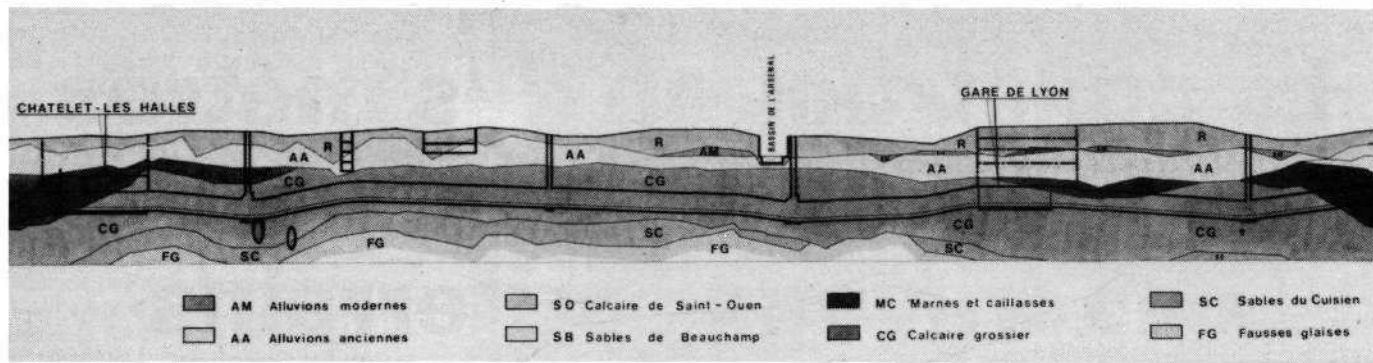 BASSIN DE L'ARSENAL
CHATELET-LES HALLES
GARE DE LYON
R
R
AM
R
R
AA
AA
AA
AA
CG
CG
CG
SC
CG
CG
FG
SC
FG
FG
SC
AM Alluvions modernes
SO Calcaire de Saint-Ouen
MC Marnes et caillasses
SC Sables du Cuisien
AA Alluvions anciennes
SB Sables de Beauchamp
CG Calcaire grossier
FG Fausses glaises